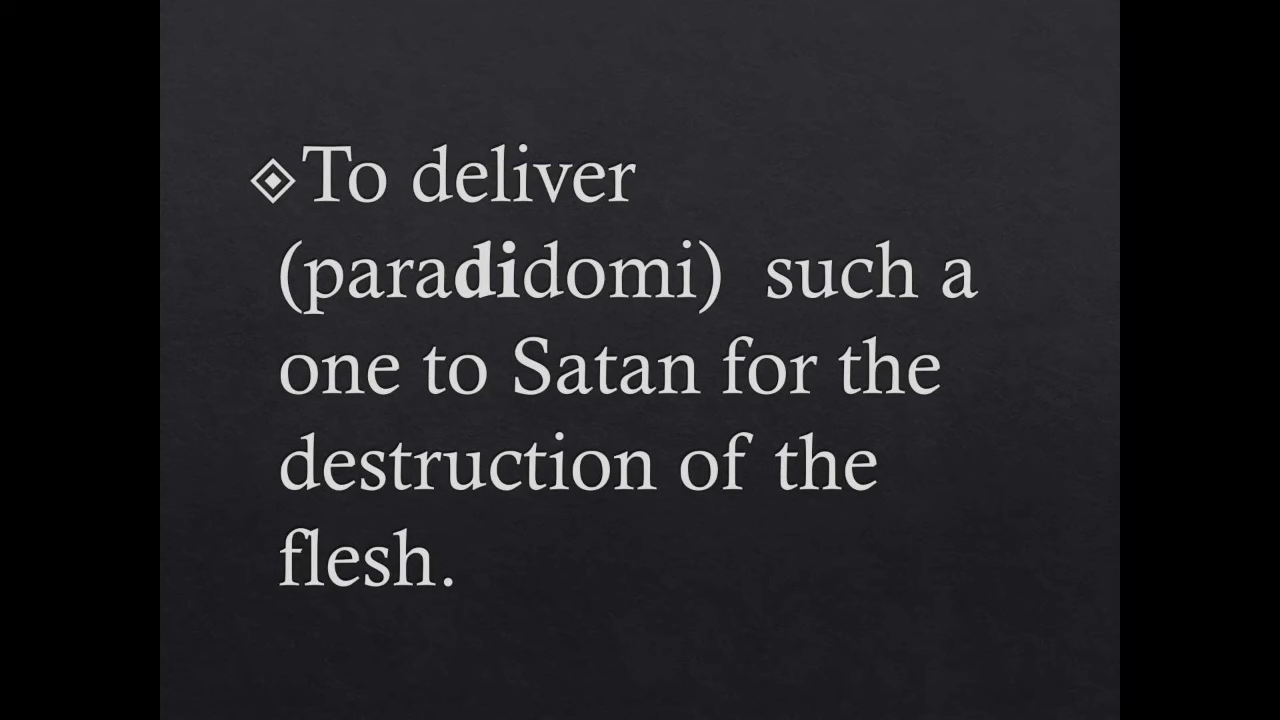 To deliver
(paradidomi)  such a
one to Satan for the
destruction of the
flesh.